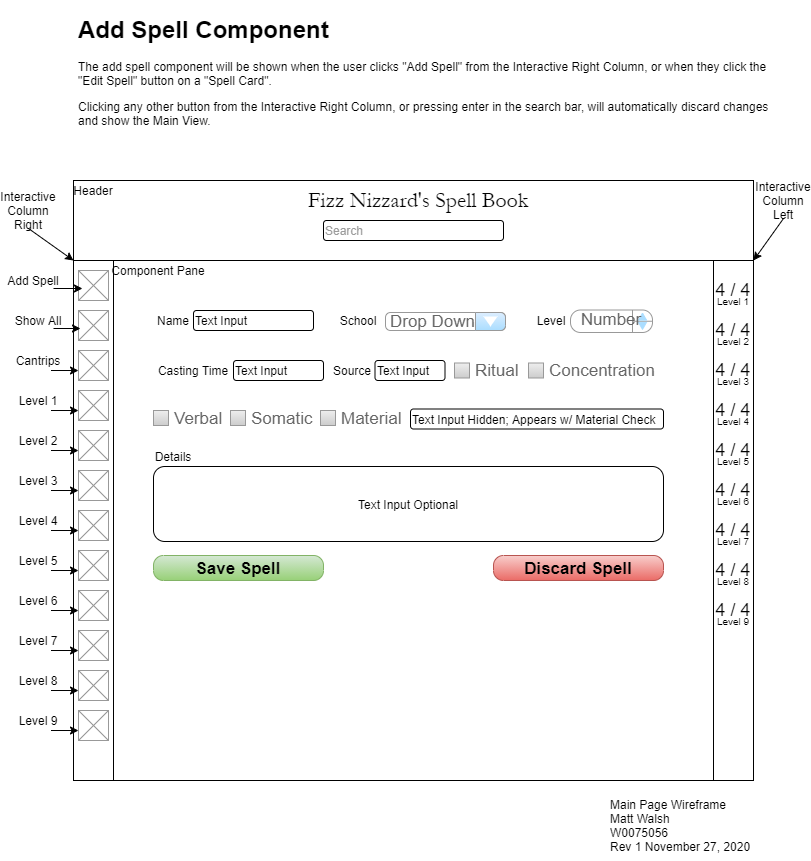 Add Spell Component
The add spell component will be shown when the user clicks "Add Spell" from the Interactive Right Column, or when they click the
"Edit Spell" button on a "Spell Card".
Clicking any other button from the Interactive Right Column, or pressing enter in the search bar, will automatically discard changes
and show the Main View.
Interactive
Column
Right
Header
Fizz Nizzard's Spell Book
Search
Interactive
Column
Left
Component Pane
Add Spell
Show All
Cantrips
Level 1
Level 2
Level 3
Level 4
Level 5
Level 6
Level 7
Level 8
Level 9
Name Text Input School Drop Down Level Number
Casting Time Text Input Source Text Input Ritual Concentration
Verbal Somatic Material Text Input Hidden; Appears w/ Material Check
Details
Text Input Optional
Save Spell Discard Spell
4 / 4
Level 1
4 / 4
Level 2
4 / 4
Level 3
4 / 4
Level 4
4 / 4
Level 5
4 / 4
Level 6
4 / 4
Level 7
4 / 4
Level 8
4 / 4
Level 9
Main Page Wireframe
Matt Walsh
W0075056
Rev 1 November 27, 2020